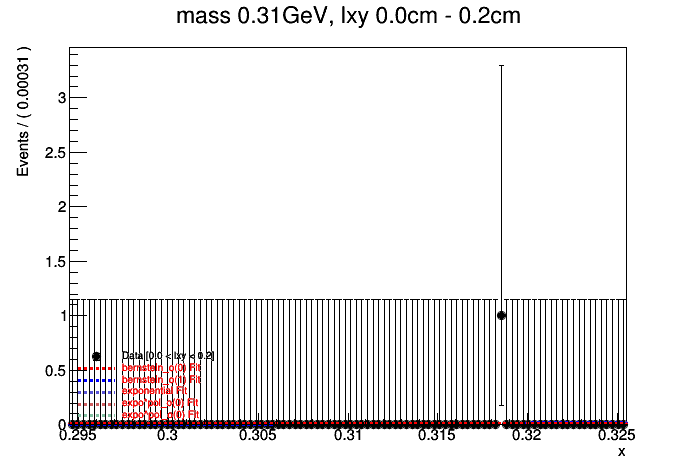 mass 0.31GeV, lxy 0.0cm - 0.2cm
Events / ( 0.00031 )
3
2.5
2
1.5
1
0.5
0
Data [0.0 < lxy < 0.2]
bernstein_o(0) Fit
bernstein_o(1) Fit
exponential Fit
expo*pol_o(0) Fit
expo*pol_o(0) Fit
0.295 0.3 0.305 0.31 0.315 0.32 0.325
x